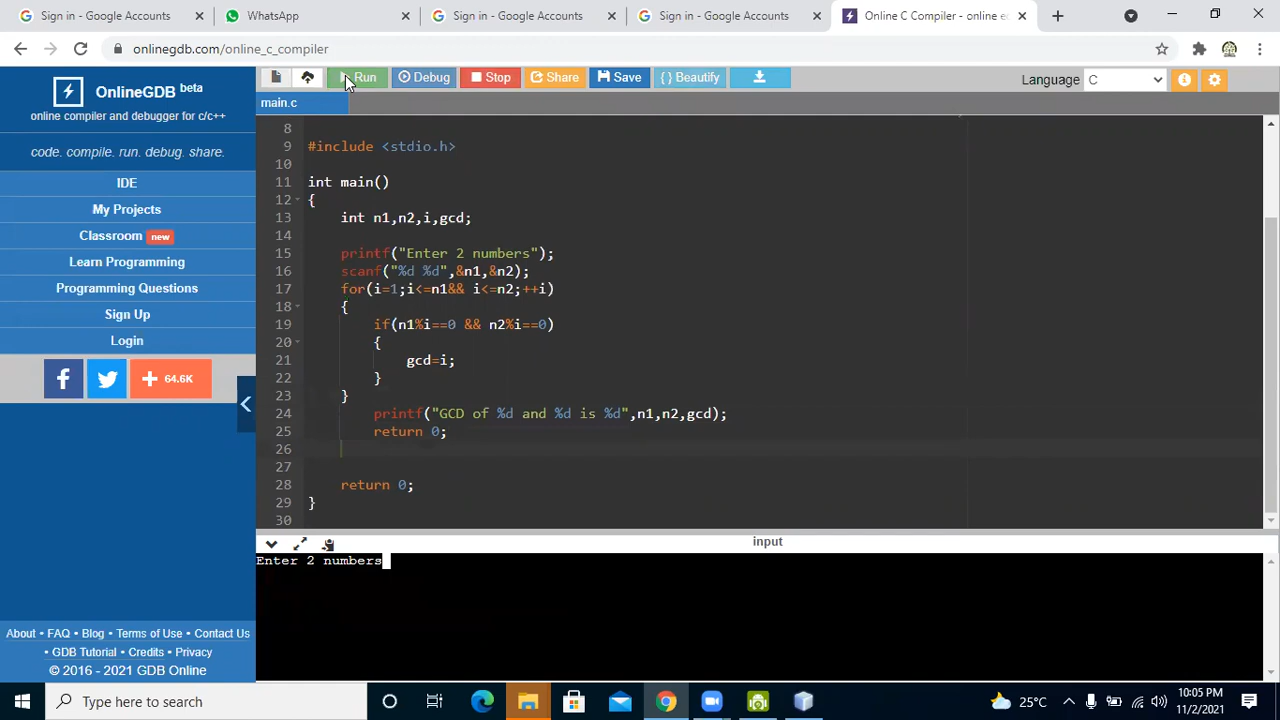 Sign in - Google Accounts
WhatsApp
Sign in - Google Accounts
Sign in - Google Accounts
Online C Compiler - online e
onlinegdb.com/online_c_compiler
Run
Debug
Stop
Share
Save
{ } Beautify
Language
C
main.c
OnlineGDB beta
online compiler and debugger for c/c++
code. compile. run. debug. share.
IDE
My Projects
Classroom new
Learn Programming
Programming Questions
Sign Up
Login
64.6K
About • FAQ • Blog • Terms of Use • Contact Us
• GDB Tutorial • Credits • Privacy
© 2016 - 2021 GDB Online
8
9 #include <stdio.h>
10
11 int main()
12 {
13 int n1,n2,i,gcd;
14
15 printf("Enter 2 numbers");
16 scanf("%d %d",&n1,&n2);
17 for(i=1;i<=n1&& i<=n2;++i)
18 {
19 if(n1%i==0 && n2%i==0)
20 {
21 gcd=i;
22 }
23 }
24 printf("GCD of %d and %d is %d",n1,n2,gcd);
25 return 0;
26
27
28 return 0;
29 }
30
input
Enter 2 numbers
Type here to search
25°C
10:05 PM
11/2/2021